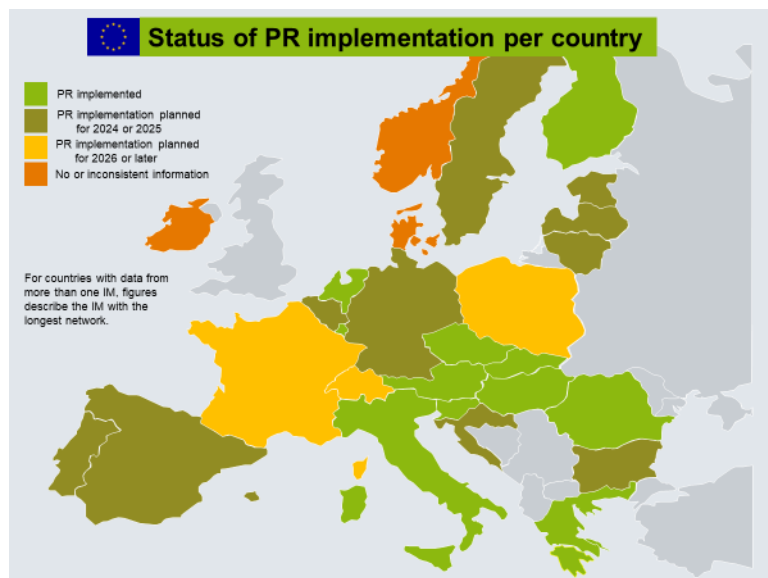 Status of PR implementation per country
PR implemented
PR implementation planned
for 2024 or 2025
PR implementation planned
for 2026 or later
No or inconsistent information
For countries with data from
more than one IM, figures
describe the IM with the
longest network.